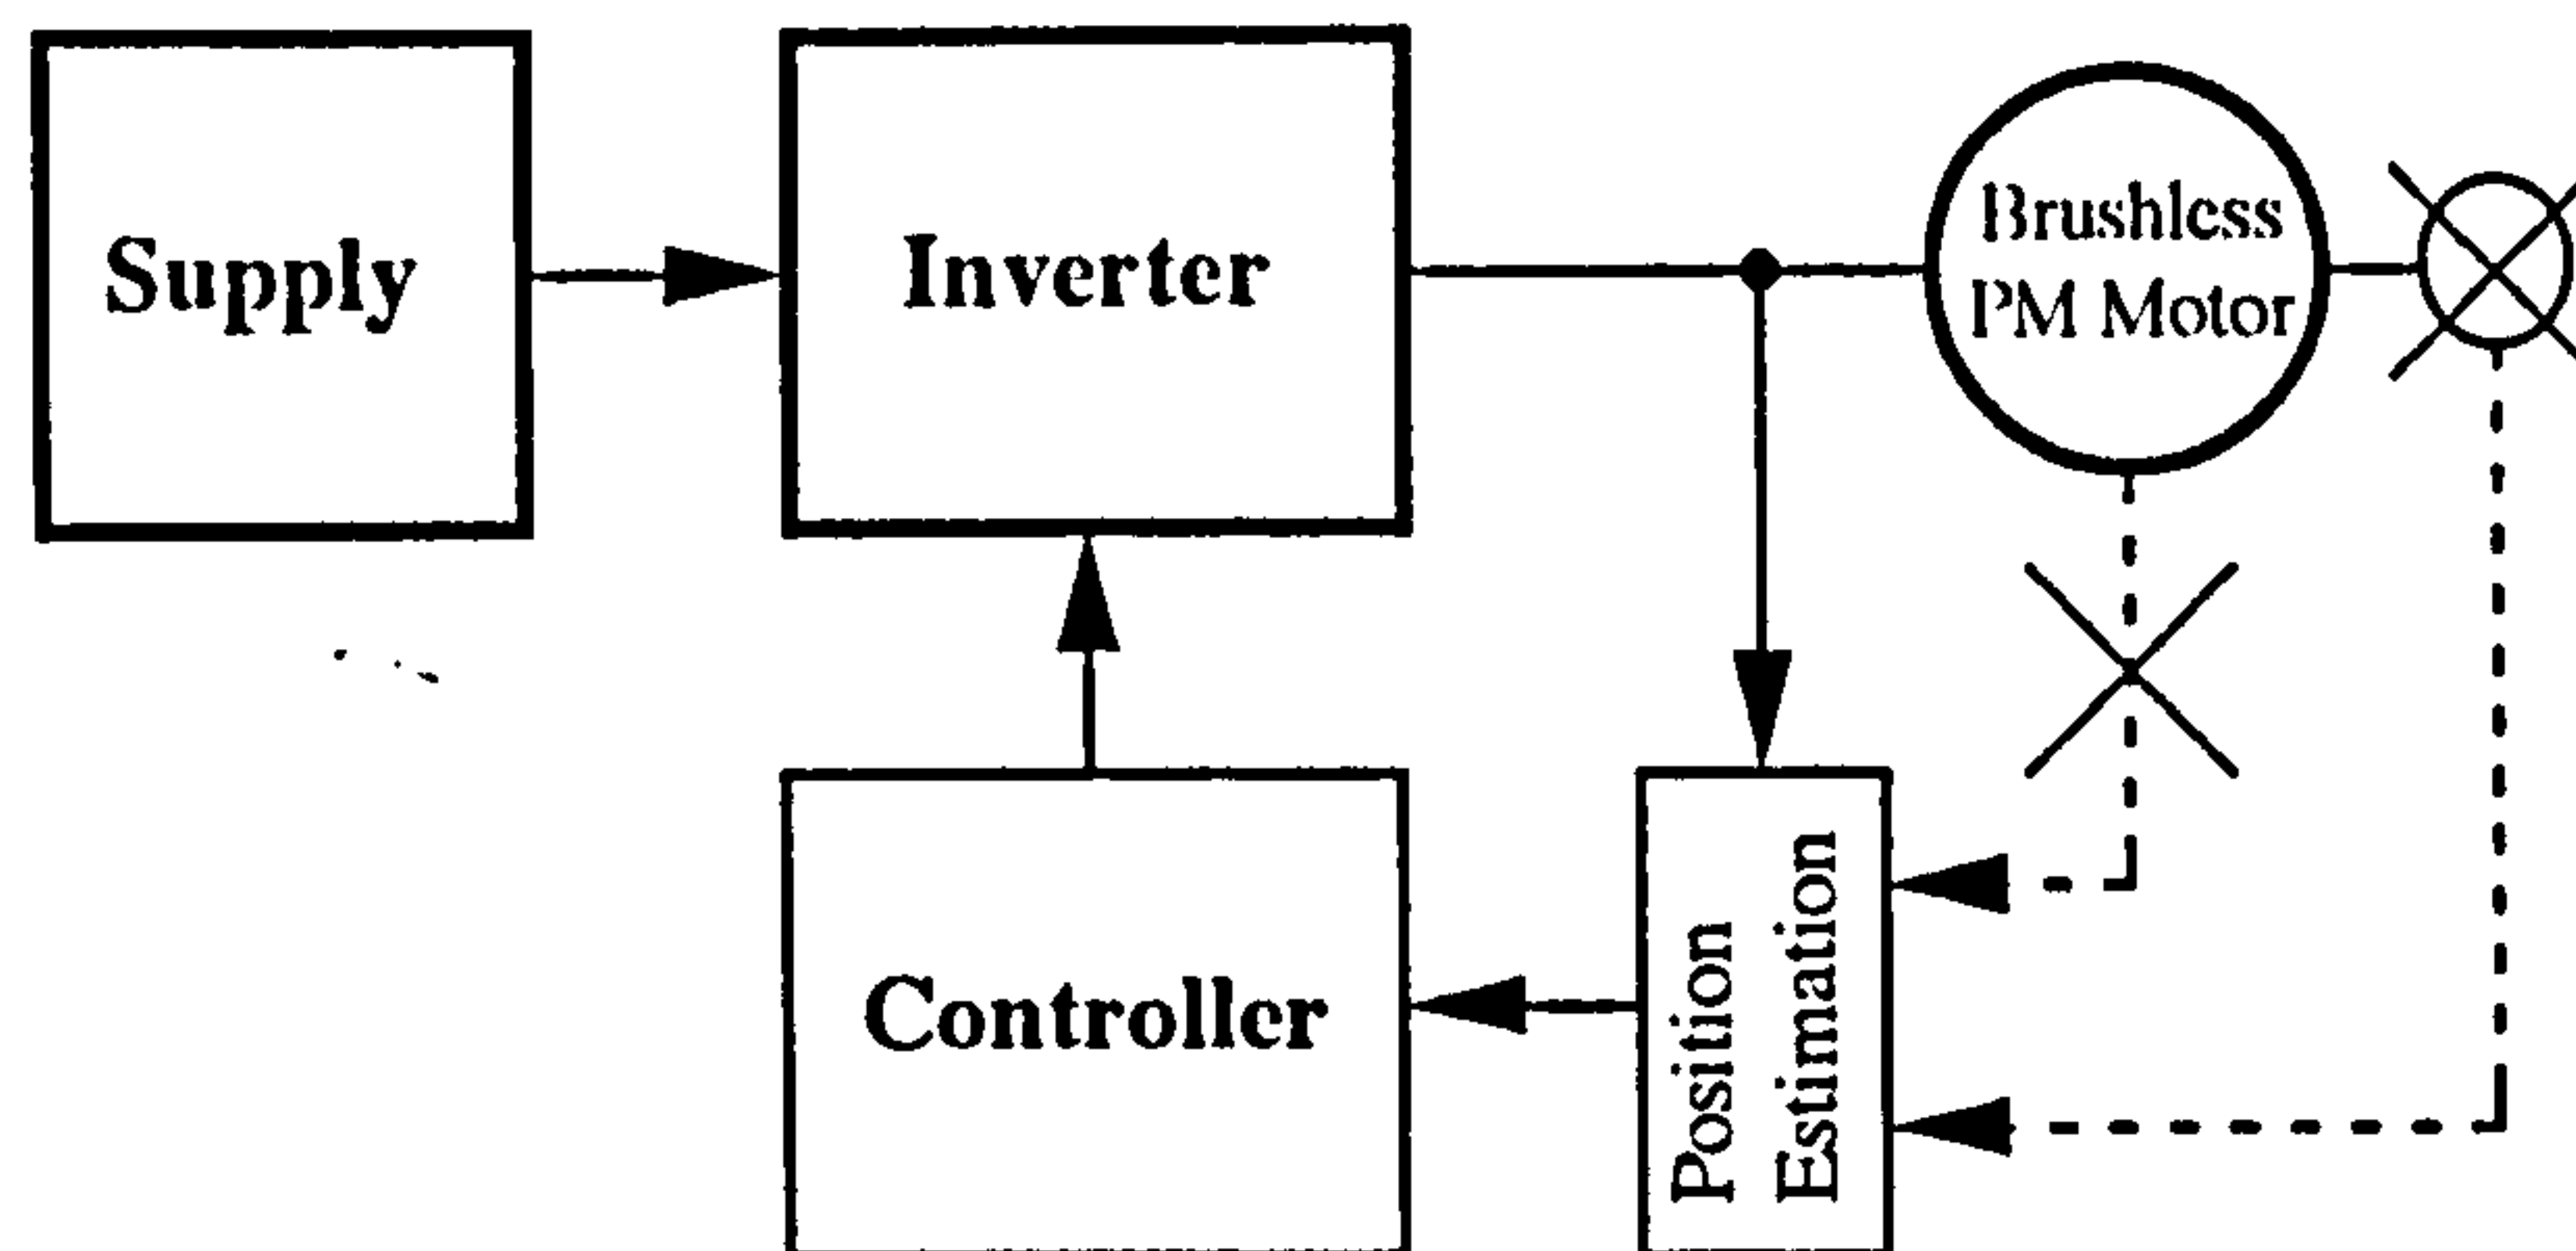 Supply
Inverter
Brushless
PM Motor
Controller
Position
Estimation